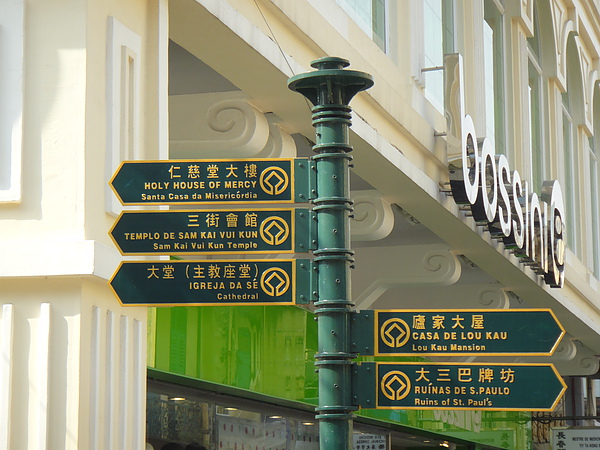 仁慈堂大樓
HOLY HOUSE OF MERCY
Santa Casa da Misericórdia
三街會館
TEMPLO DE SAM KAI VUI KUN
Sam Kai Vui Kun Temple
大堂（主教座堂）
IGREJA DA SÉ
Cathedral
盧家大屋
CASA DE LOU KAU
Lou Kau Mansion
大三巴牌坊
RUÍNAS DE S.PAULO
Ruins of St. Paul's
bossini